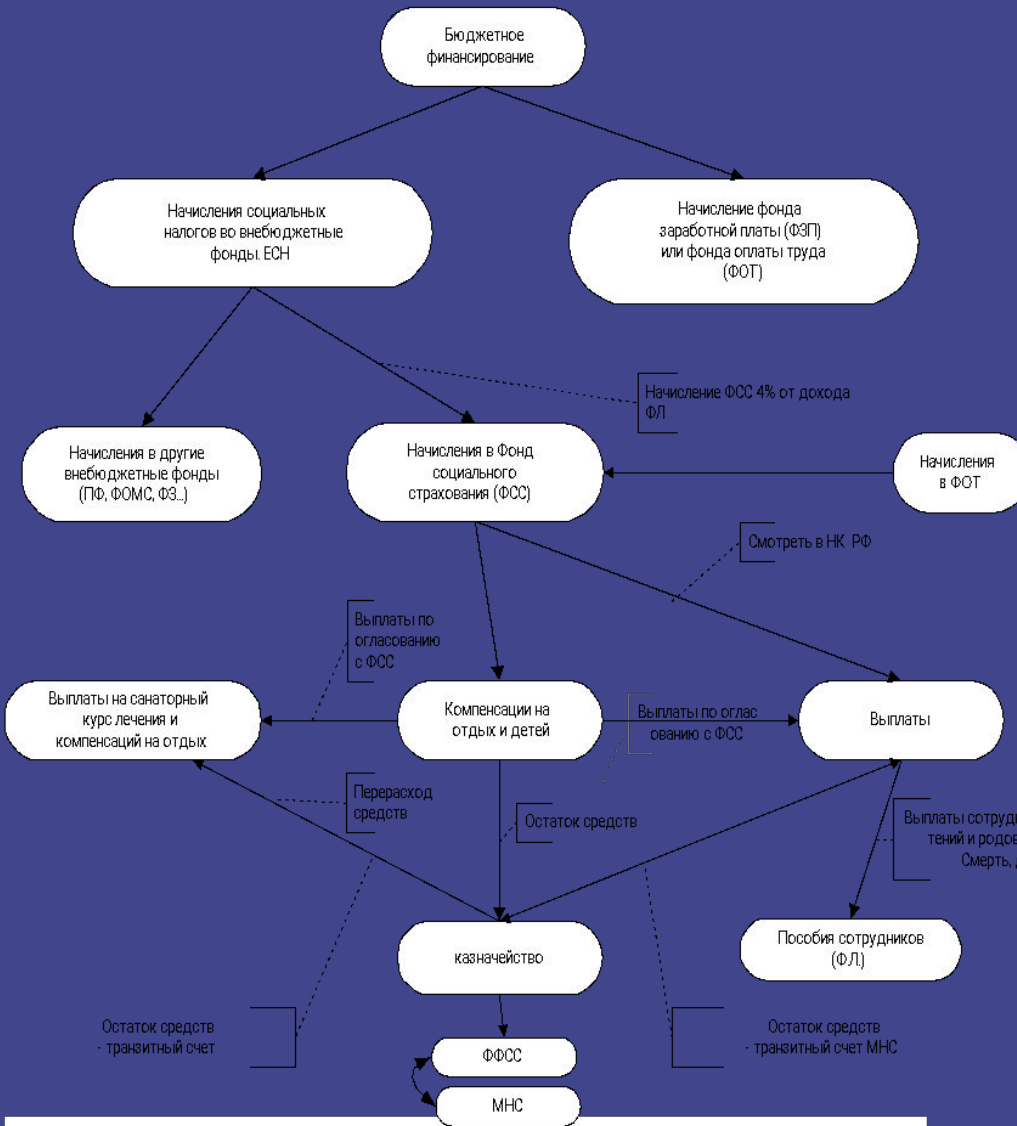 Бюджетное
финансирование
Начисления социальных
налогов во внебюджетные
фонды. ЕСН
Начисление фонда
заработной платы (ФЗП)
или фонда оплаты труда
(ФОТ)
Начисление ФСС 4% от дохода
ФЛ
Начисления в другие
внебюджетные фонды
(ПФ, ФОМС, ФЗ...)
Начисления в Фонд
социального
страхования (ФСС)
Начисления
в ФОТ
Смотреть в НК РФ
Выплаты по
огласованию
с ФСС
Выплаты на санаторный
курс лечения и
компенсаций на отдых
Компенсации на
отдых и детей
Выплаты по оглас
ованию с ФСС
Выплаты
Перерасход
средств
Остаток средств
Выплаты сотруд
тений и родов
Смерть,
казначейство
Пособия сотрудников
(Ф.Л.)
Остаток средств
- транзитный счет
Остаток средств
- транзитный счет МНС
ФФСС
МНС